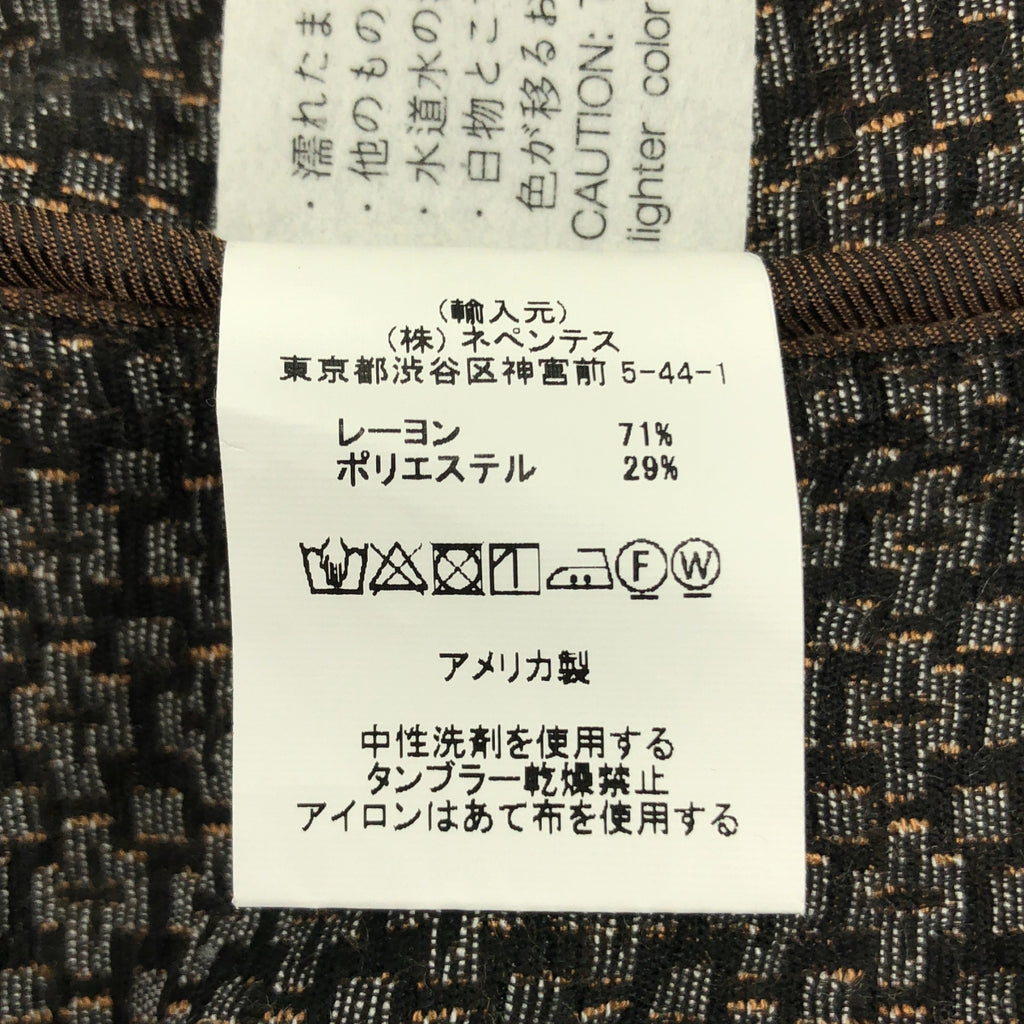 ・濡れたま
・他のもの
・水道水の
・白物とこ
色が移るお
CAUTION:
lighter color
(輸入元)
(株)ネペンテス
東京都渋谷区神宮前 5-44-1
レーヨン 71%
ポリエステル 29%
F W
アメリカ製
中性洗剤を使用する
タンブラー乾燥禁止
アイロンはあて布を使用する